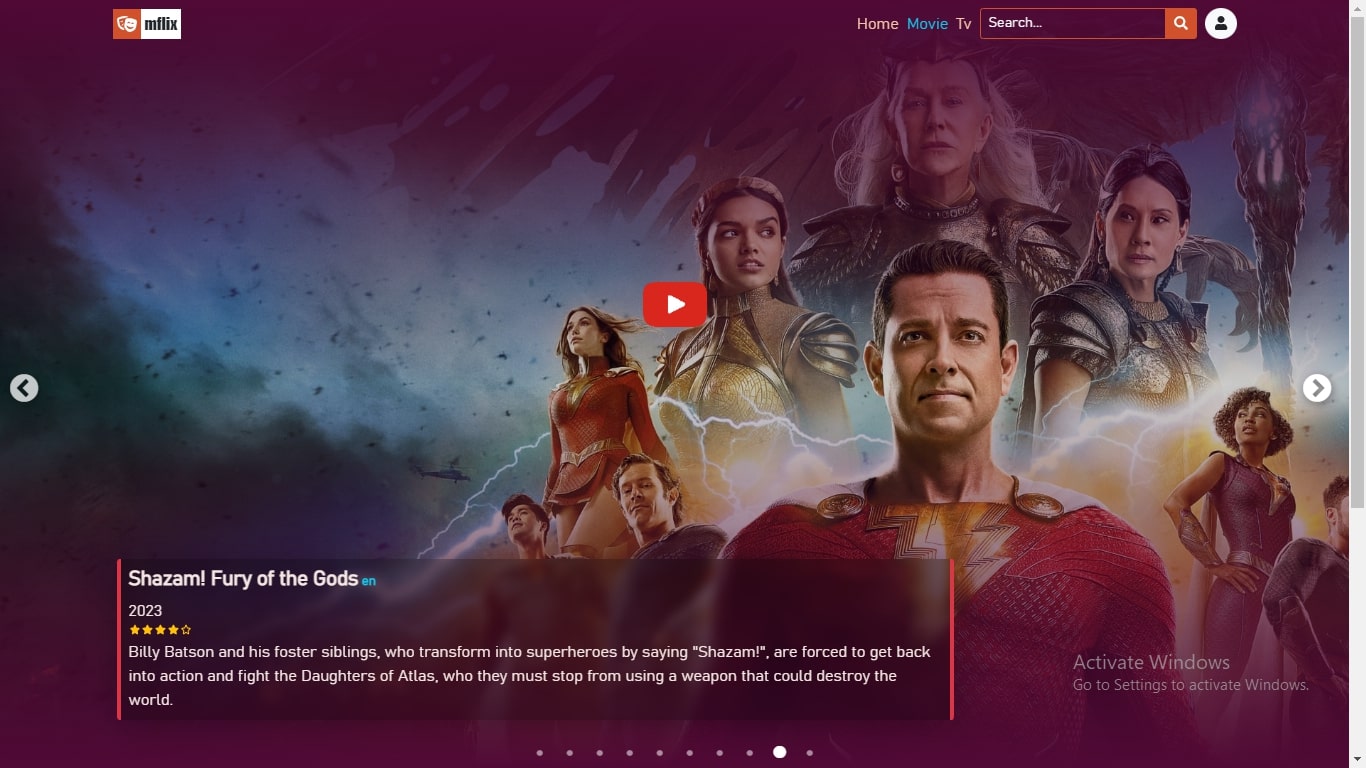 mflix
Home Movie Tv Search...
Shazam! Fury of the Gods en
2023
Billy Batson and his foster siblings, who transform into superheroes by saying "Shazam!", are forced to get back
into action and fight the Daughters of Atlas, who they must stop from using a weapon that could destroy the
world.
Activate Windows
Go to Settings to activate Windows.